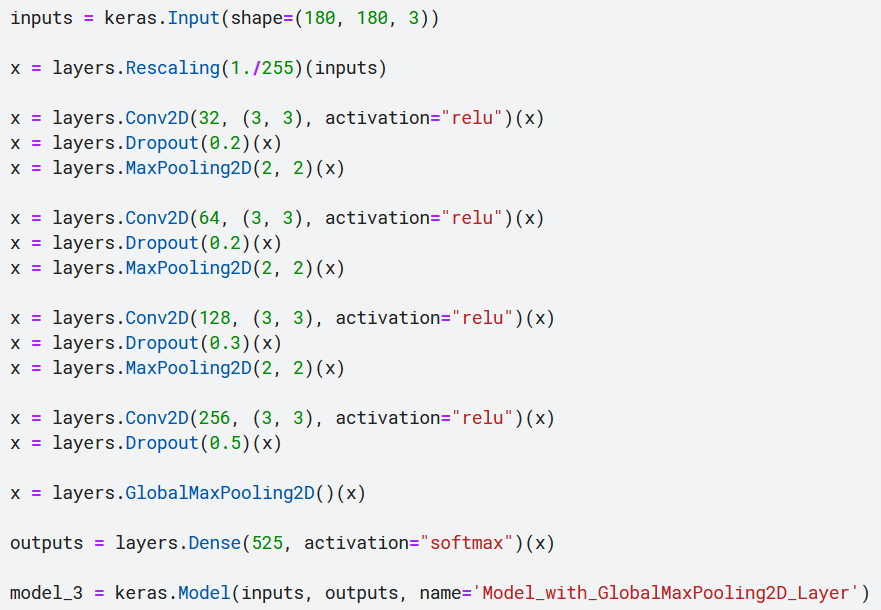 inputs = keras.Input(shape=(180, 180, 3))
x = layers.Rescaling(1./255)(inputs)
x = layers.Conv2D(32, (3, 3), activation="relu")(x)
x = layers.Dropout(0.2)(x)
x = layers.MaxPooling2D(2, 2)(x)
x = layers.Conv2D(64, (3, 3), activation="relu")(x)
x = layers.Dropout(0.2)(x)
x = layers.MaxPooling2D(2, 2)(x)
x = layers.Conv2D(128, (3, 3), activation="relu")(x)
x = layers.Dropout(0.3)(x)
x = layers.MaxPooling2D(2, 2)(x)
x = layers.Conv2D(256, (3, 3), activation="relu")(x)
x = layers.Dropout(0.5)(x)
x = layers.GlobalMaxPooling2D()(x)
outputs = layers.Dense(525, activation="softmax")(x)
model_3 = keras.Model(inputs, outputs, name='Model_with_GlobalMaxPooling2D_Layer')